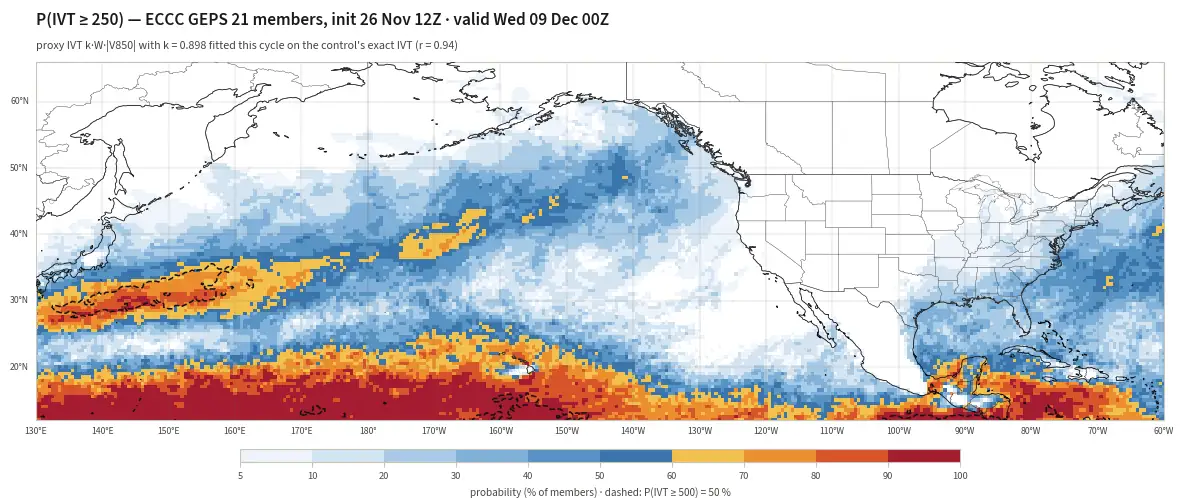 P(IVT ≥ 250) — ECCC GEPS 21 members, init 26 Nov 12Z · valid Wed 09 Dec 00Z
proxy IVT k·W·|V850| with k = 0.898 fitted this cycle on the control's exact IVT (r = 0.94)
60°N
50°N
40°N
30°N
20°N
130°E 140°E 150°E 160°E 170°E 180° 170°W 160°W 150°W 140°W 130°W 120°W 110°W 100°W 90°W 80°W 70°W 60°W
5 10 20 30 40 50 60 70 80 90 100
probability (% of members) · dashed: P(IVT ≥ 500) = 50 %